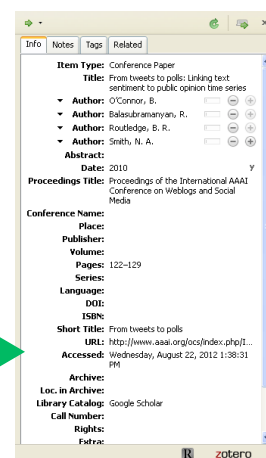 Info Notes Tags Related
Item Type: Conference Paper
Title: From tweets to polls: Linking text
sentiment to public opinion time series
Author: O'Connor, B.
Author: Balasubramanyan, R.
Author: Routledge, B. R.
Author: Smith, N. A.
Abstract:
Date: 2010 y
Proceedings Title: Proceedings of the International AAAI
Conference on Weblogs and Social
Media
Conference Name:
Place:
Publisher:
Volume:
Pages: 122–129
Series:
Language:
DOI:
ISBN:
Short Title: From tweets to polls
URL: http://www.aaai.org/ocs/index.php/I...
Accessed: Wednesday, August 22, 2012 1:38:31
PM
Archive:
Loc. in Archive:
Library Catalog: Google Scholar
Call Number:
Rights:
Extra:
R zotero